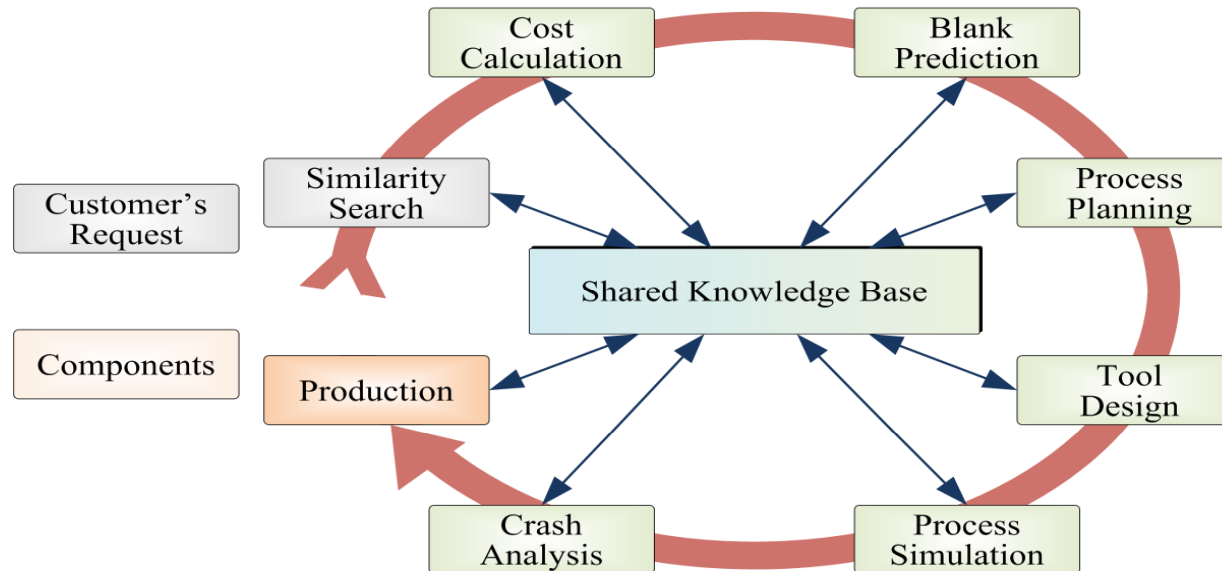 Cost
Calculation
Blank
Prediction
Similarity
Search
Process
Planning
Customer’s
Request
Shared Knowledge Base
Components
Production
Tool
Design
Crash
Analysis
Process
Simulation